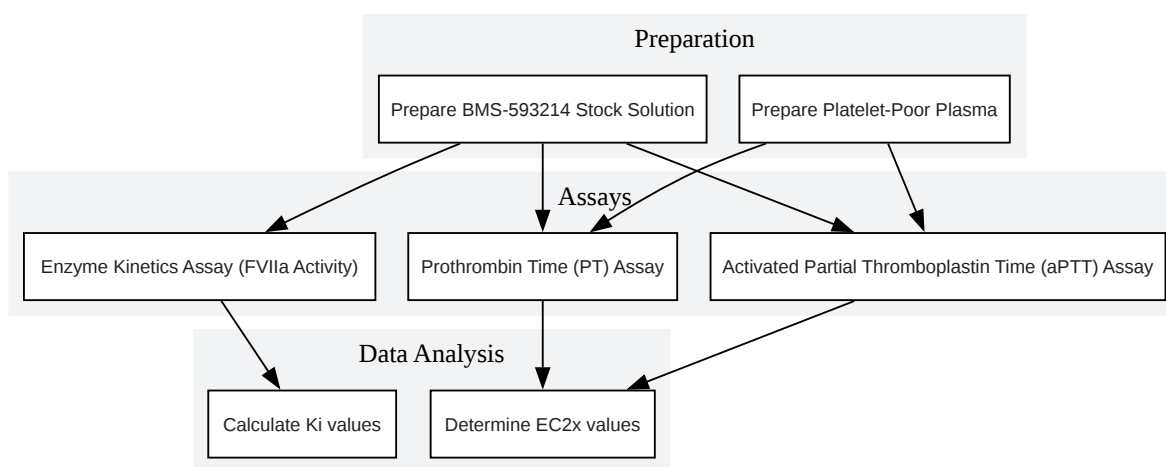 Preparation
Prepare BMS-593214 Stock Solution
Prepare Platelet-Poor Plasma
Assays
Enzyme Kinetics Assay (FVIIa Activity)
Prothrombin Time (PT) Assay
Activated Partial Thromboplastin Time (aPTT) Assay
Data Analysis
Calculate Ki values
Determine EC2x values